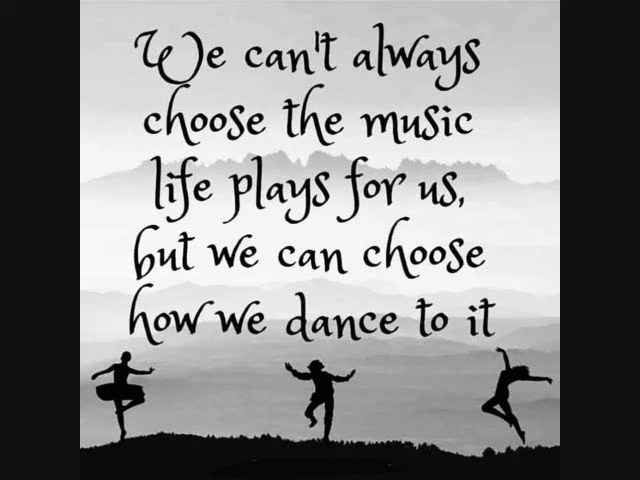 We can't always
choose the music
life plays for us,
but we can choose
how we dance to it